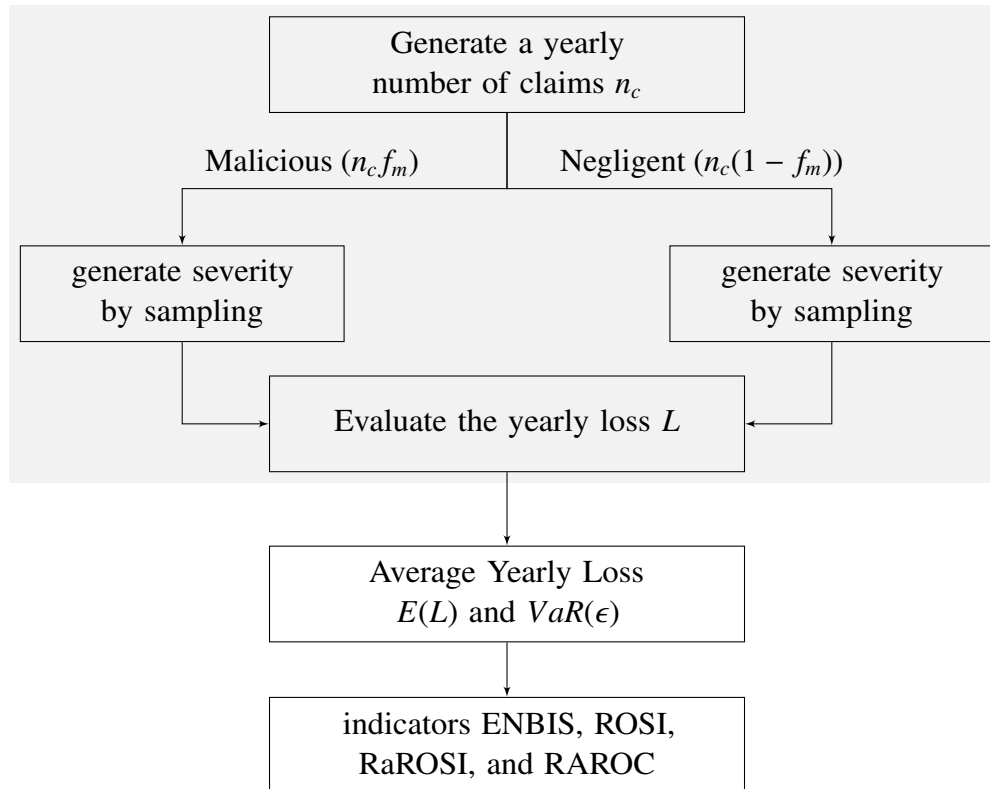 Generate a yearly
number of claims n_c
Malicious (n_c f_m)
Negligent (n_c(1 − f_m))
generate severity
by sampling
generate severity
by sampling
Evaluate the yearly loss L
Average Yearly Loss
E(L) and VaR(ϵ)
indicators ENBIS, ROSI,
RaROSI, and RAROC